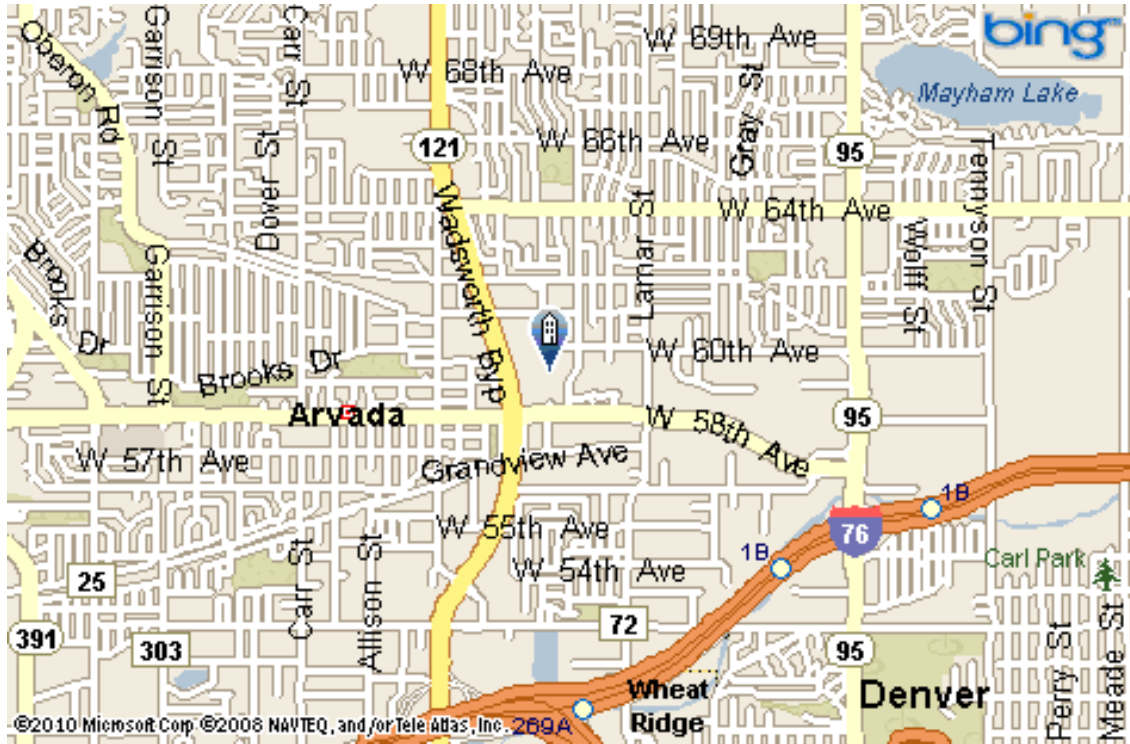 Oberon Rd
Garrison St
Carr St
W 69th Ave
bing™
W 68th Ave
Mayham Lake
121
W 66th Ave
Gray St
95
Dover St
Tennyson St
Lamar St
W 64th Ave
Wadsworth Byp
Wolff St
Brooks Dr
Garrison St
W 60th Ave
Brooks Dr
Arvada
95
W 58th Ave
W 57th Ave
Grandview Ave
1B
W 55th Ave
76
1B
W 54th Ave
Carl Park
25
Carr St
Allison St
72
391
303
95
Perry St
Meade St
Wheat
Ridge
Denver
©2010 Microsoft Corp ©2008 NAVTEQ, and/or Tele Atlas, Inc.
269A